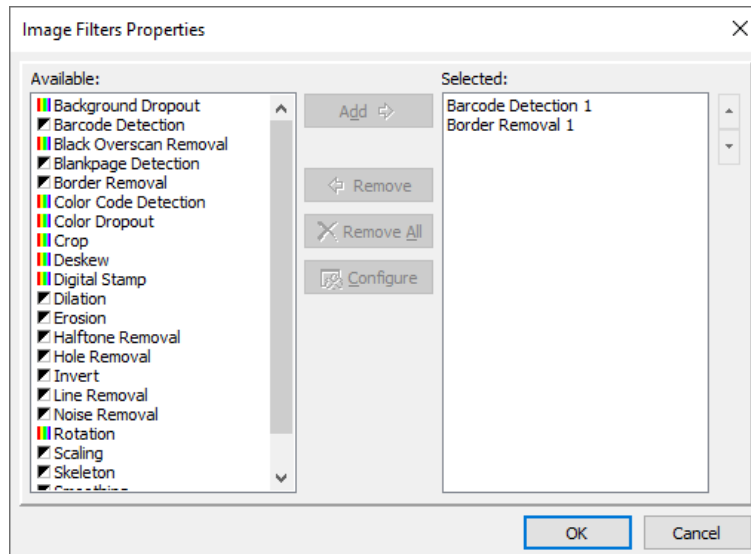 Image Filters Properties
Available:
Background Dropout
Barcode Detection
Black Overscan Removal
Blankpage Detection
Border Removal
Color Code Detection
Color Dropout
Crop
Deskew
Digital Stamp
Dilation
Erosion
Halftone Removal
Hole Removal
Invert
Line Removal
Noise Removal
Rotation
Scaling
Skeleton
Smoothing
Add
Remove
Remove All
Configure
Selected:
Barcode Detection 1
Border Removal 1
OK
Cancel